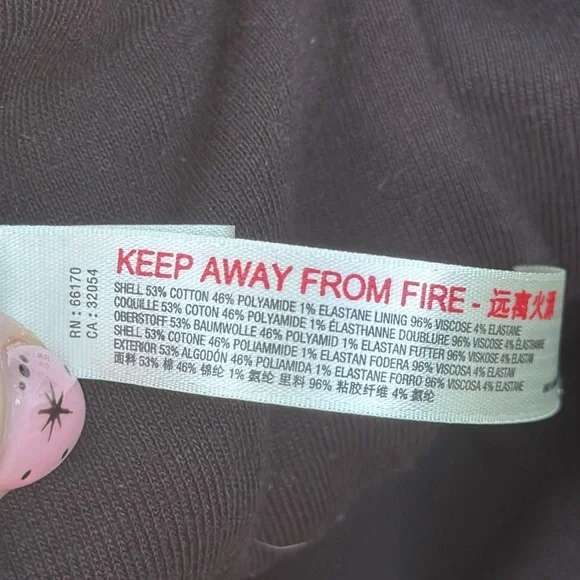 RN: 66170
CA: 32054
KEEP AWAY FROM FIRE - 远离火源
SHELL 53% COTTON 46% POLYAMIDE 1% ELASTANE LINING 96% VISCOSE 4% ELASTANE
COQUILLE 53% COTON 46% POLYAMIDE 1% ÉLASTHANNE DOUBLURE 96% VISCOSE 4% ÉLASTHANNE
OBERSTOFF 53% BAUMWOLLE 46% POLYAMID 1% ELASTAN FUTTER 96% VISKOSE 4% ELASTAN
SHELL 53% COTONE 46% POLIAMMIDE 1% ELASTAN FODERA 96% VISCOSA 4% ELASTAN
EXTERIOR 53% ALGODÓN 46% POLIAMIDA 1% ELASTANE FORRO 96% VISCOSA 4% ELASTANE
面料 53% 棉 46% 锦纶 1% 氨纶 里料 96% 粘胶纤维 4% 氨纶